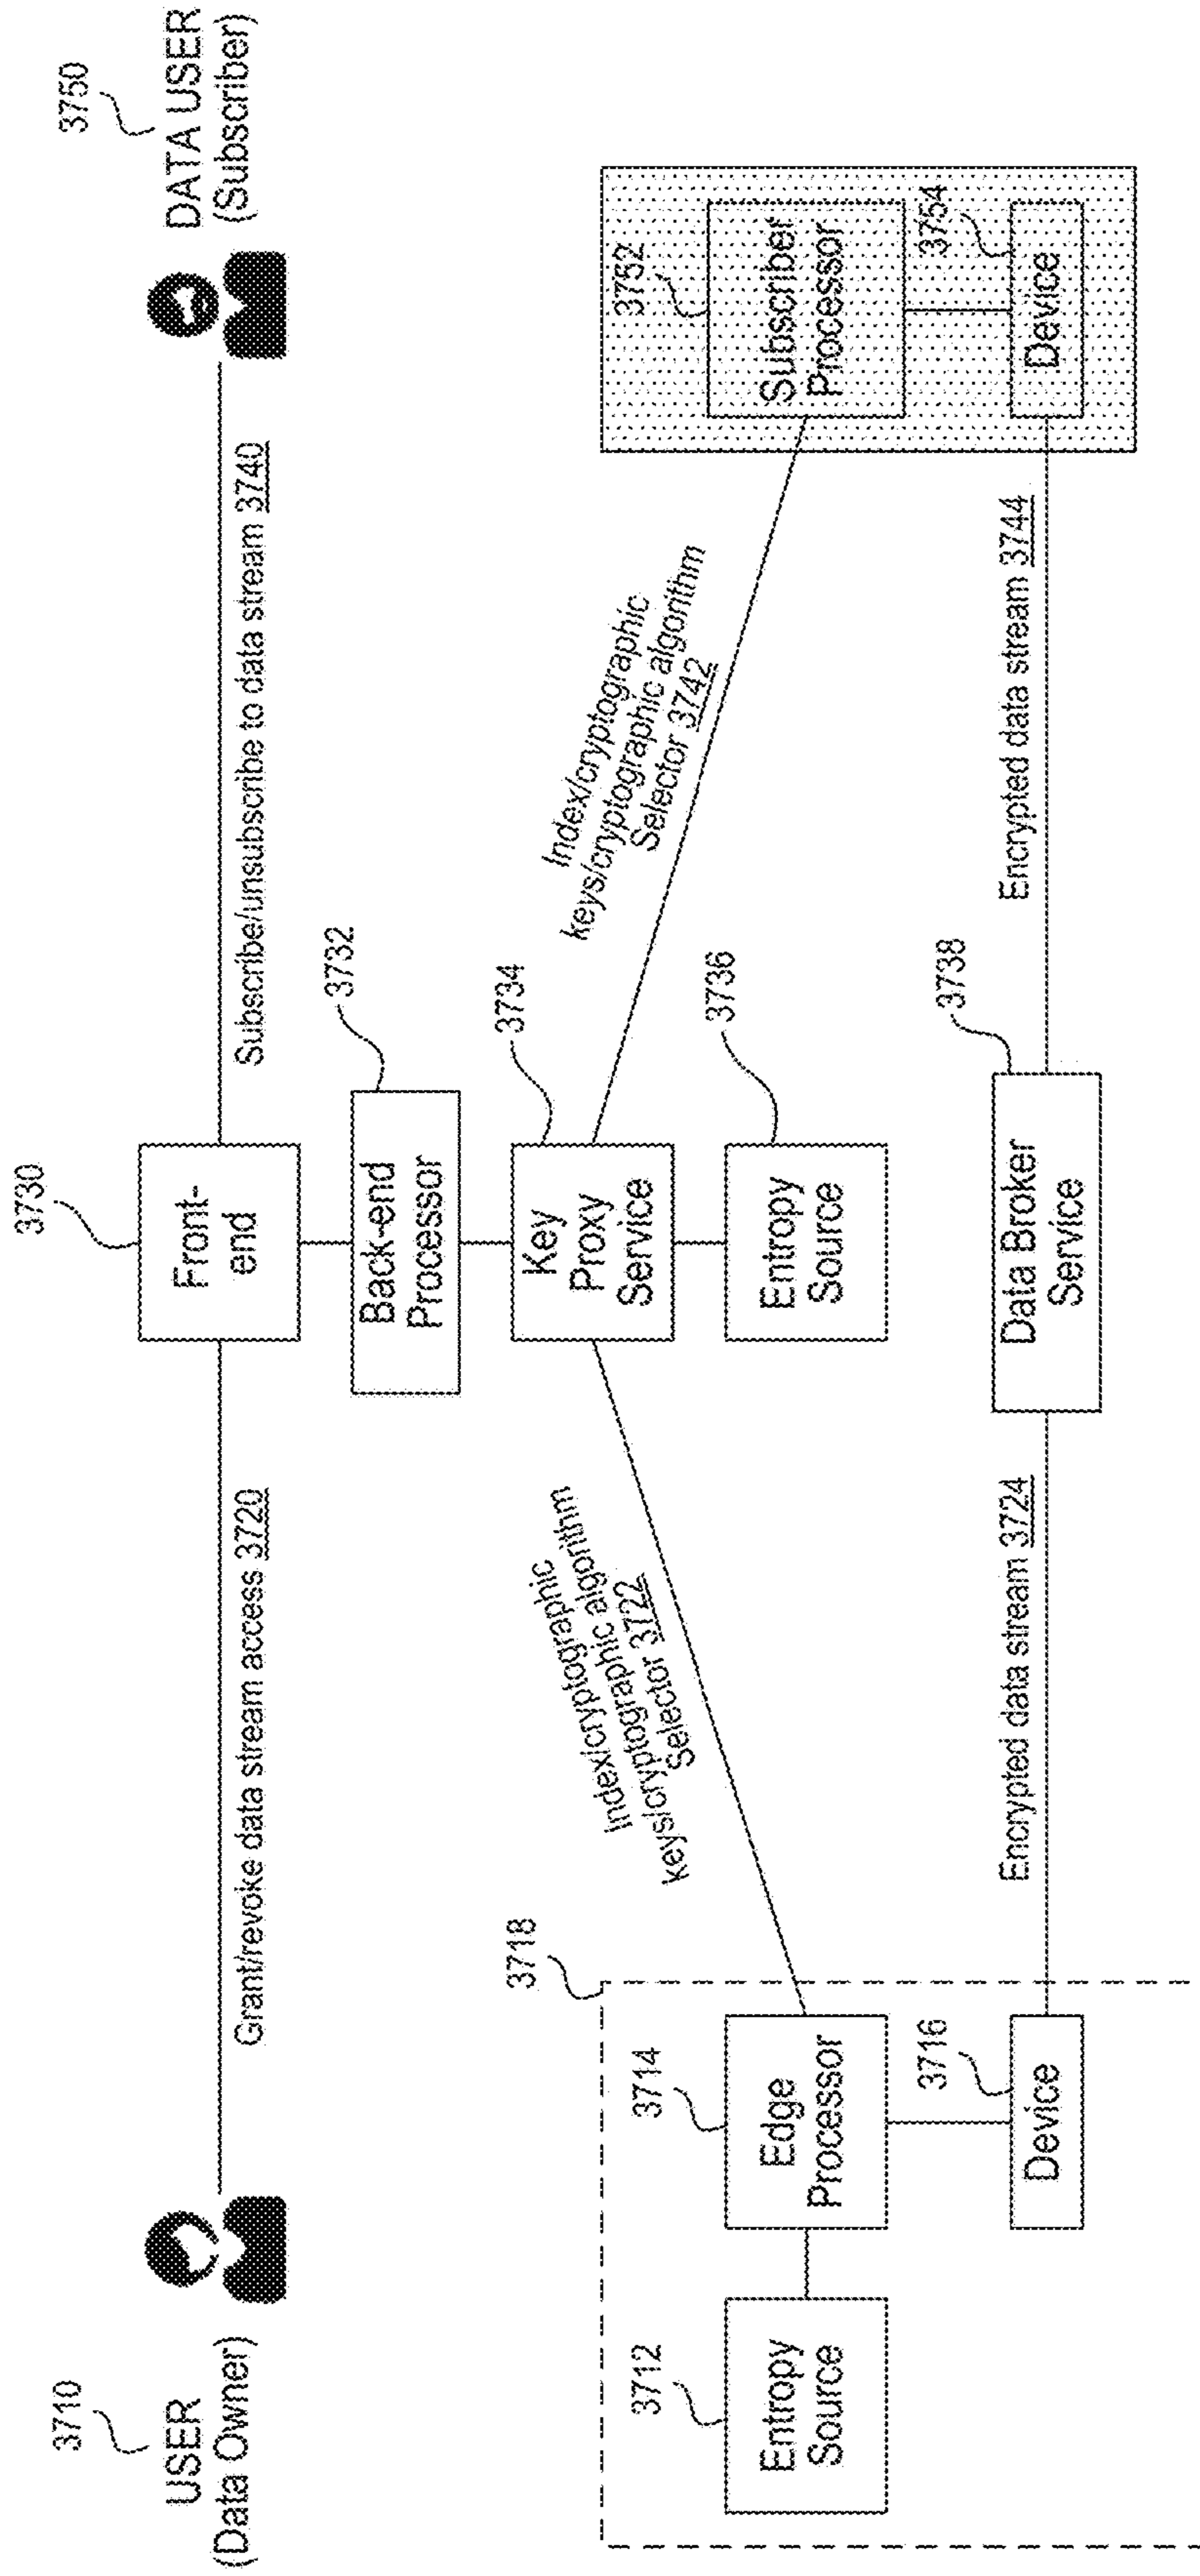 3710
USER
(Data Owner)
Grant/revoke data stream access 3720
3730
Front-
end
Subscribe/unsubscribe to data stream 3740
3750
DATA USER
(Subscriber)
3732
Back-end
Processor
3734
Key
Proxy
Service
3736
Entropy
Source
Index/cryptographic
keys/cryptographic algorithm
Selector 3722
Index/cryptographic
keys/cryptographic algorithm
Selector 3742
3718
3712
Entropy
Source
3714
Edge
Processor
3716
Device
Encrypted data stream 3724
3738
Data Broker
Service
Encrypted data stream 3744
3752
Subscriber
Processor
3754
Device